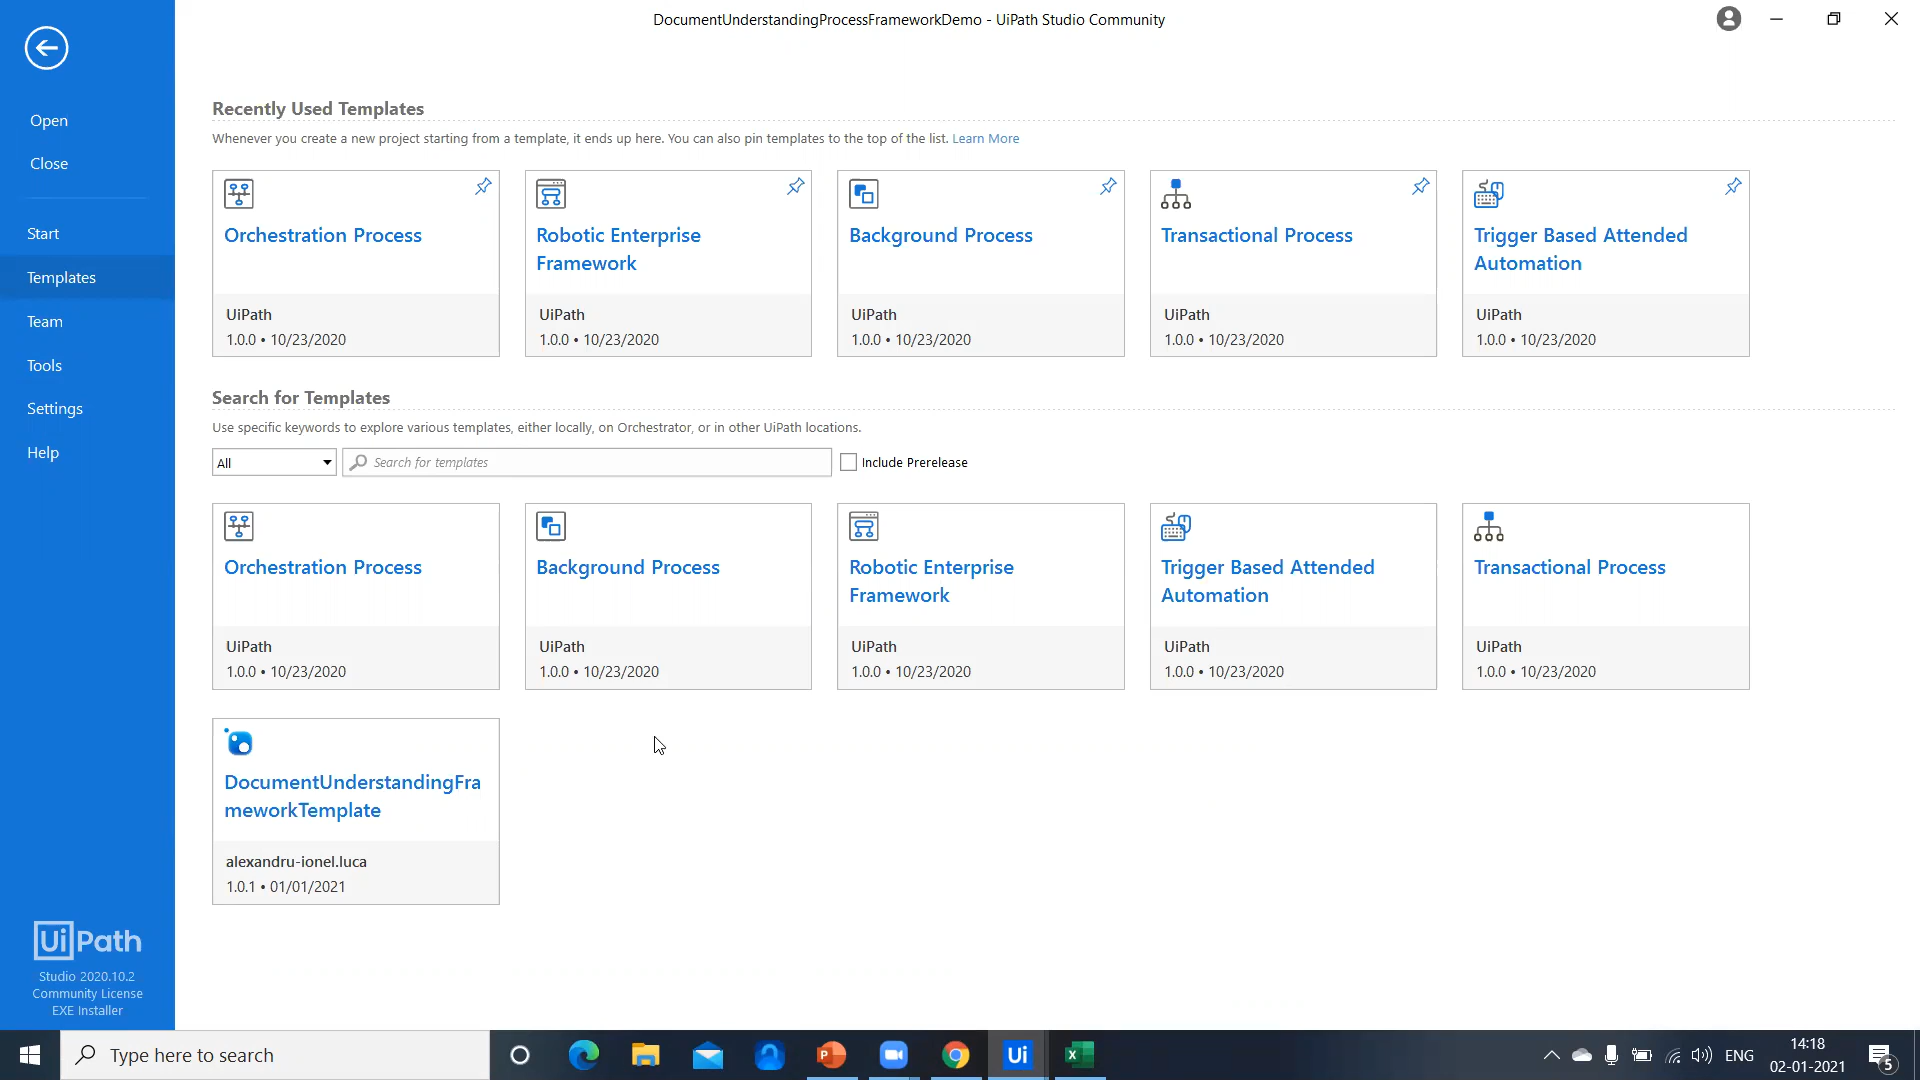 DocumentUnderstandingProcessFrameworkDemo - UiPath Studio Community
Open
Close
Start
Templates
Team
Tools
Settings
Help
UiPath
Studio 2020.10.2
Community License
EXE Installer
Recently Used Templates
Whenever you create a new project starting from a template, it ends up here. You can also pin templates to the top of the list. Learn More
Orchestration Process
UiPath
1.0.0 • 10/23/2020
Robotic Enterprise
Framework
UiPath
1.0.0 • 10/23/2020
Background Process
UiPath
1.0.0 • 10/23/2020
Transactional Process
UiPath
1.0.0 • 10/23/2020
Trigger Based Attended
Automation
UiPath
1.0.0 • 10/23/2020
Search for Templates
Use specific keywords to explore various templates, either locally, on Orchestrator, or in other UiPath locations.
All
Search for templates
Include Prerelease
Orchestration Process
UiPath
1.0.0 • 10/23/2020
Background Process
UiPath
1.0.0 • 10/23/2020
Robotic Enterprise
Framework
UiPath
1.0.0 • 10/23/2020
Trigger Based Attended
Automation
UiPath
1.0.0 • 10/23/2020
Transactional Process
UiPath
1.0.0 • 10/23/2020
DocumentUnderstandingFra
meworkTemplate
alexandru-ionel.luca
1.0.1 • 01/01/2021
Type here to search
P
Ui
X
ENG
14:18
02-01-2021
5